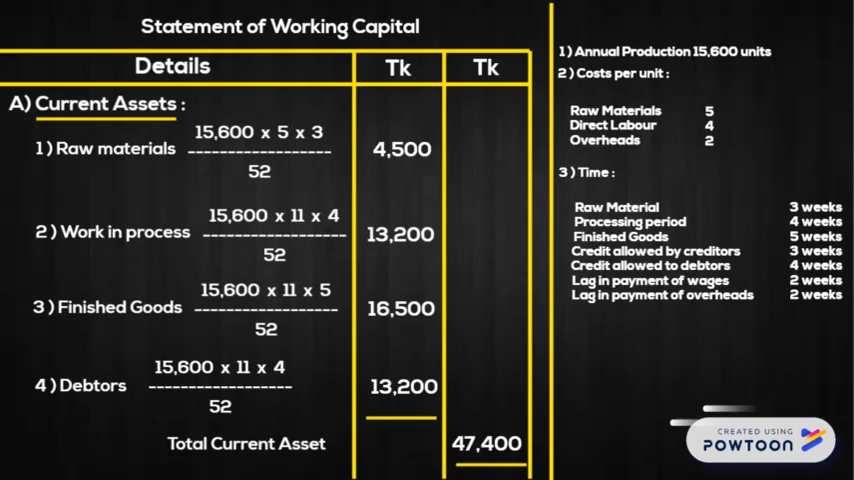 Statement of Working Capital
Details Tk Tk
A) Current Assets :
1) Raw materials 15,600 x 5 x 3 4,500
------------------
52
2) Work in process 15,600 x 11 x 4 13,200
------------------
52
3) Finished Goods 15,600 x 11 x 5 16,500
------------------
52
4) Debtors 15,600 x 11 x 4 13,200
------------------
52
Total Current Asset 47,400
1) Annual Production 15,600 units
2) Costs per unit :
Raw Materials 5
Direct Labour 4
Overheads 2
3) Time :
Raw Material 3 weeks
Processing period 4 weeks
Finished Goods 5 weeks
Credit allowed by creditors 3 weeks
Credit allowed to debtors 4 weeks
Lag in payment of wages 2 weeks
Lag in payment of overheads 2 weeks
CREATED USING
POWTOON